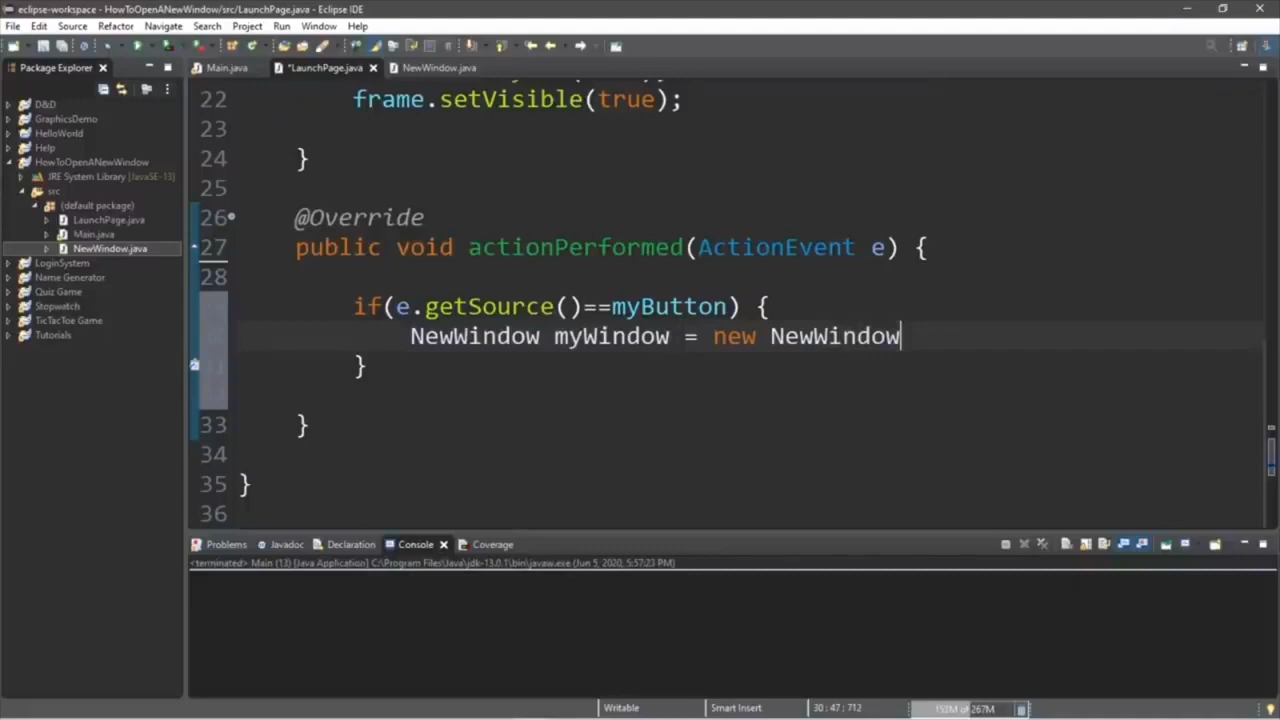 eclipse-workspace - HowToOpenANewWindow/src/LaunchPage.java - Eclipse IDE
File Edit Source Refactor Navigate Search Project Run Window Help
Package Explorer
Main.java *LaunchPage.java NewWindow.java
D&D
GraphicsDemo
HelloWorld
Help
HowToOpenANewWindow
JRE System Library [JavaSE-13]
src
(default package)
LaunchPage.java
Main.java
NewWindow.java
LoginSystem
Name Generator
Quiz Game
Stopwatch
TicTacToe Game
Tutorials
22 frame.setVisible(true);
23
24 }
25
26 @Override
27 public void actionPerformed(ActionEvent e) {
28
if(e.getSource()==myButton) {
NewWindow myWindow = new NewWindow
}
33 }
34
35 }
36
Problems Javadoc Declaration Console Coverage
<terminated> Main (13) [Java Application] C:\Program Files\Java\jdk-13.0.1\bin\javaw.exe (Jun 5, 2020, 5:57:23 PM)
Writable Smart Insert 30 : 47 : 712 of 267M